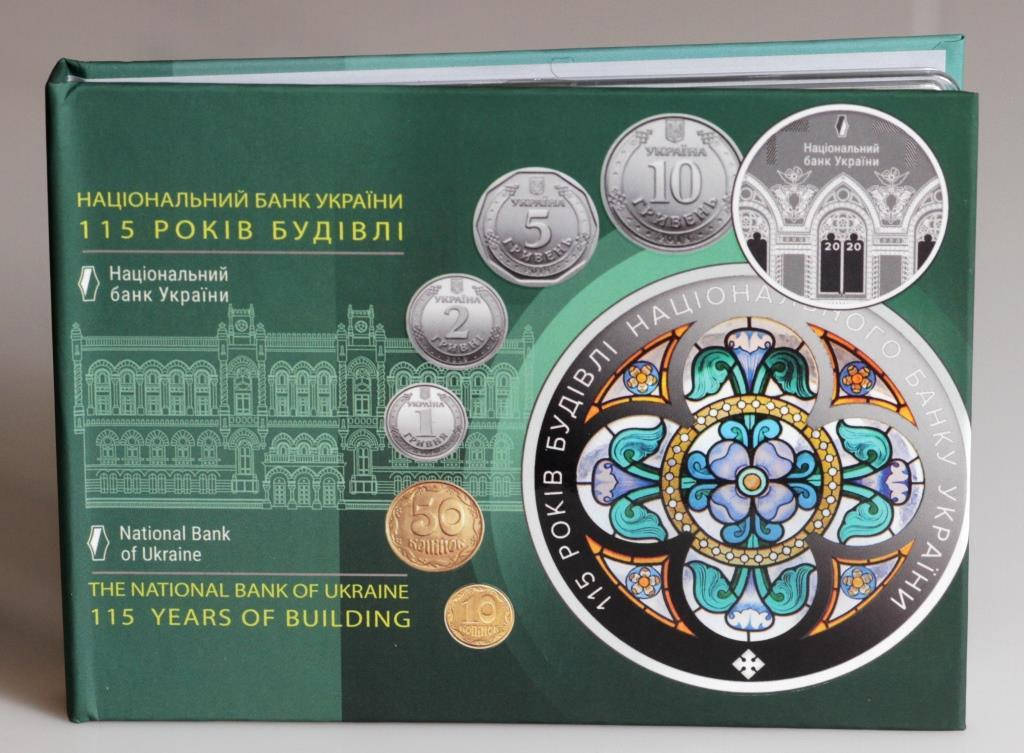 НАЦІОНАЛЬНИЙ БАНК УКРАЇНИ
115 РОКІВ БУДІВЛІ
Національний
банк України
National Bank
of Ukraine
THE NATIONAL BANK OF UKRAINE
115 YEARS OF BUILDING
УКРАЇНА
10
ГРИВЕНЬ
УКРАЇНА
5
ГРИВЕНЬ
УКРАЇНА
2
ГРИВНІ
УКРАЇНА
1
ГРИВНЯ
50
КОПІЙОК
10
КОПІЙОК
Національний
банк України
2020
115 РОКІВ БУДІВЛІ НАЦІОНАЛЬНОГО БАНКУ УКРАЇНИ